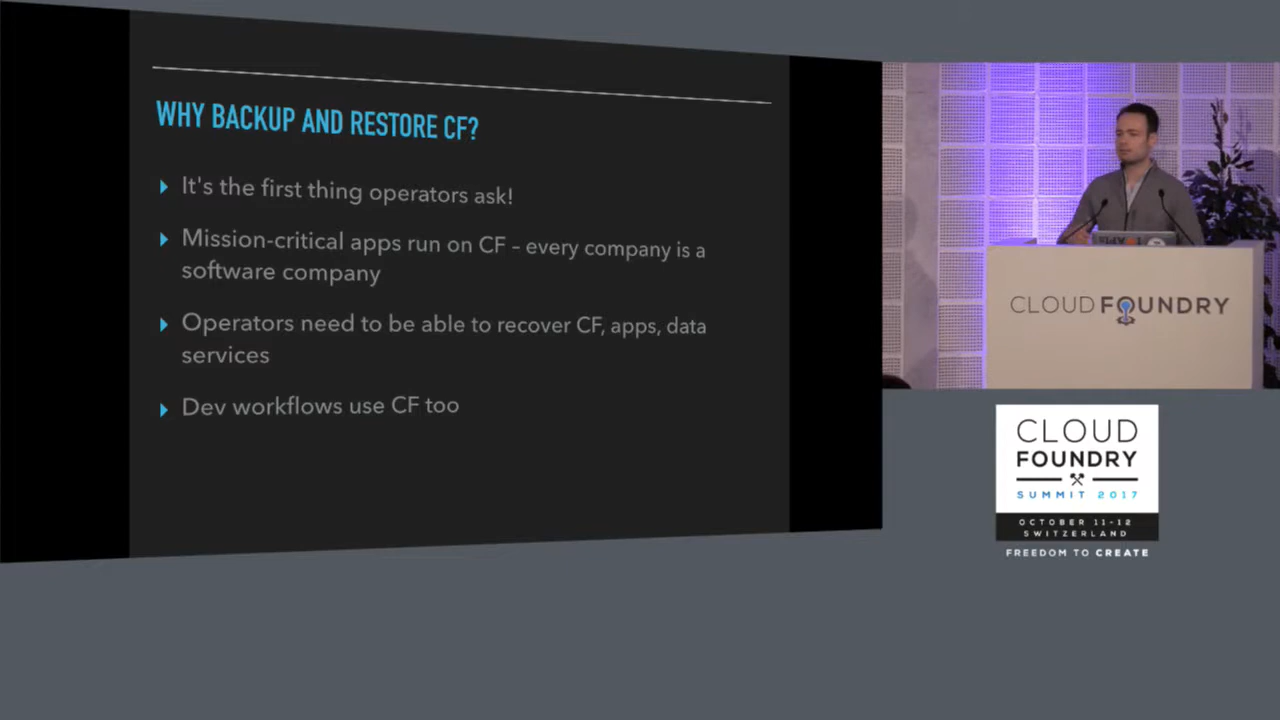 WHY BACKUP AND RESTORE CF?
It's the first thing operators ask!
Mission-critical apps run on CF – every company is a
software company
Operators need to be able to recover CF, apps, data
services
Dev workflows use CF too
CLOUD FOUNDRY
CLOUD
FOUNDRY
SUMMIT 2017
OCTOBER 11-12
SWITZERLAND
FREEDOM TO CREATE